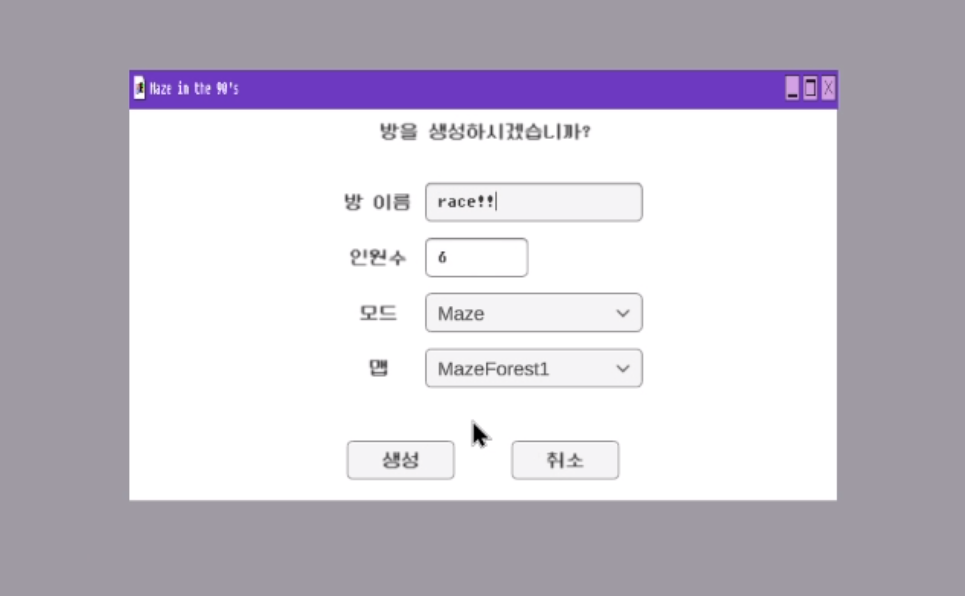 Maze in the 90's
방을 생성하시겠습니까?
방 이름 race!!
인원수 6
모드 Maze
맵 MazeForest1
생성 취소